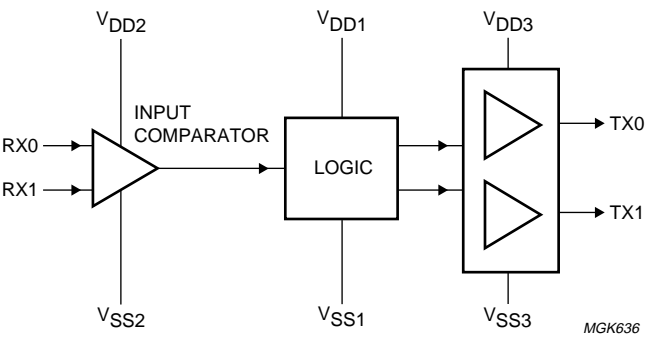 VDD2
VDD1
VDD3
INPUT
COMPARATOR
RX0
RX1
LOGIC
TX0
TX1
VSS2
VSS1
VSS3
MGK636